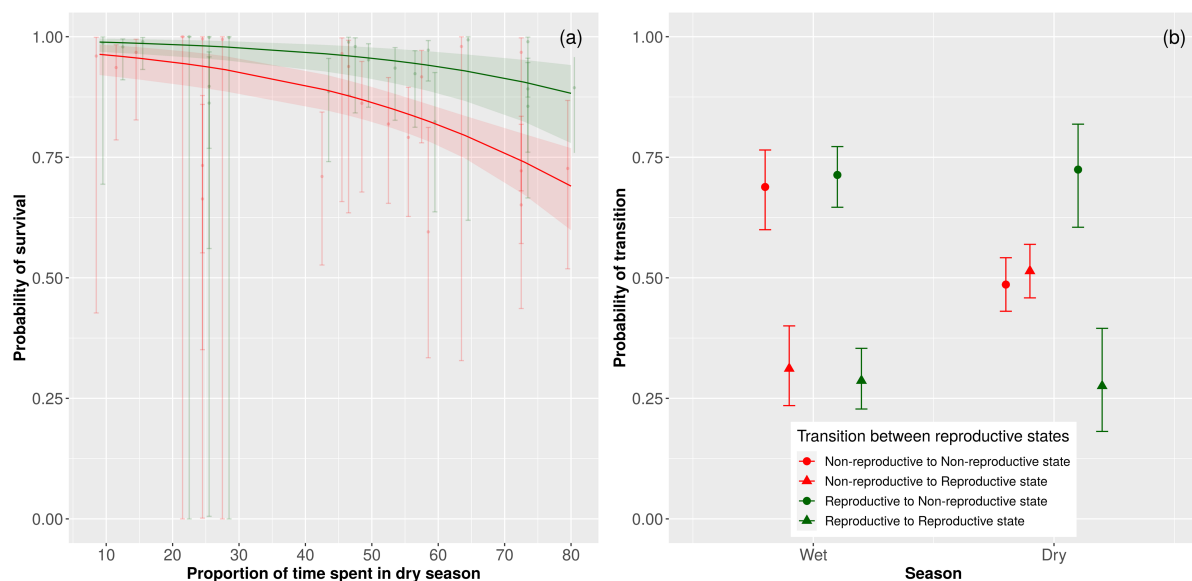 (a)
Probability of survival
1.00
0.75
0.50
0.25
0.00
10 20 30 40 50 60 70 80
Proportion of time spent in dry season
(b)
Probability of transition
1.00
0.75
0.50
0.25
0.00
Transition between reproductive states
Non-reproductive to Non-reproductive state
Non-reproductive to Reproductive state
Reproductive to Non-reproductive state
Reproductive to Reproductive state
Wet Dry
Season